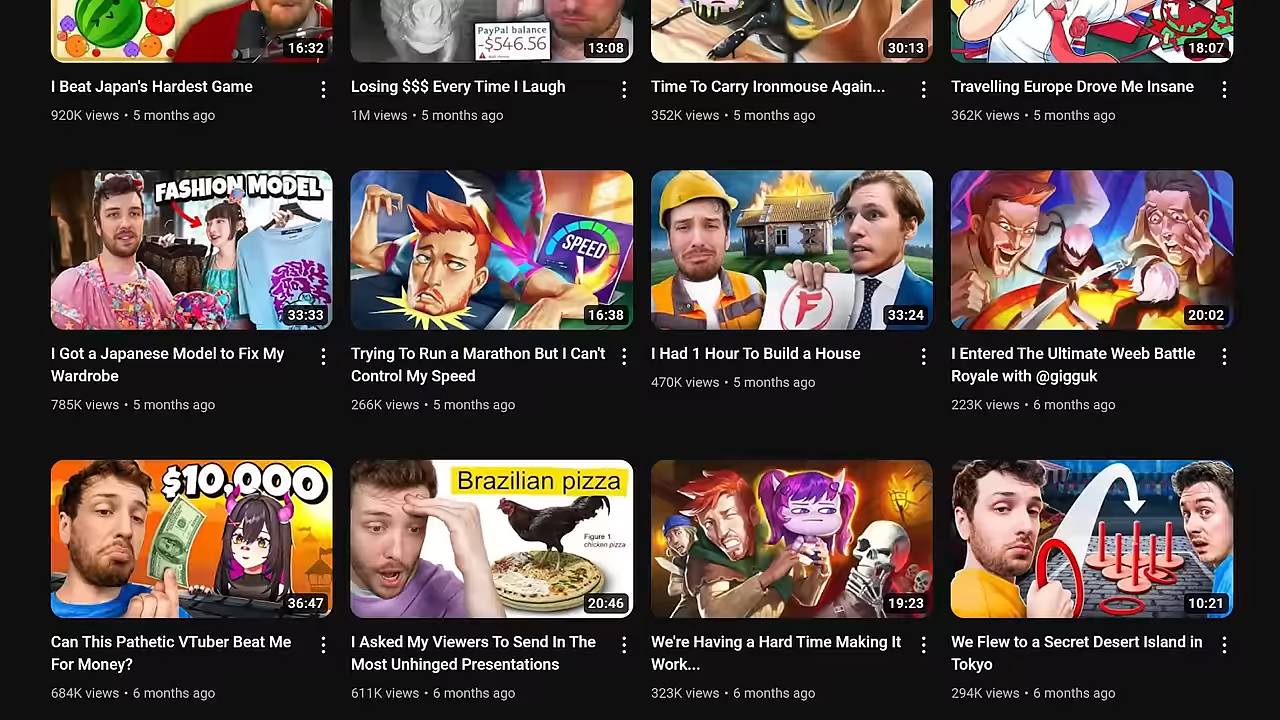 PayPal balance
-$546.56
16:32
13:08
30:13
18:07
I Beat Japan's Hardest Game
920K views • 5 months ago
Losing $$$ Every Time I Laugh
1M views • 5 months ago
Time To Carry Ironmouse Again...
352K views • 5 months ago
Travelling Europe Drove Me Insane
362K views • 5 months ago
FASHION MODEL
33:33
SPEED
16:38
F
33:24
20:02
I Got a Japanese Model to Fix My
Wardrobe
785K views • 5 months ago
Trying To Run a Marathon But I Can't
Control My Speed
266K views • 5 months ago
I Had 1 Hour To Build a House
470K views • 5 months ago
I Entered The Ultimate Weeb Battle
Royale with @gigguk
223K views • 6 months ago
$10,000
36:47
Brazilian pizza
Figure 1
chicken pizza
20:46
19:23
10:21
Can This Pathetic VTuber Beat Me
For Money?
684K views • 6 months ago
I Asked My Viewers To Send In The
Most Unhinged Presentations
611K views • 6 months ago
We're Having a Hard Time Making It
Work...
323K views • 6 months ago
We Flew to a Secret Desert Island in
Tokyo
294K views • 6 months ago